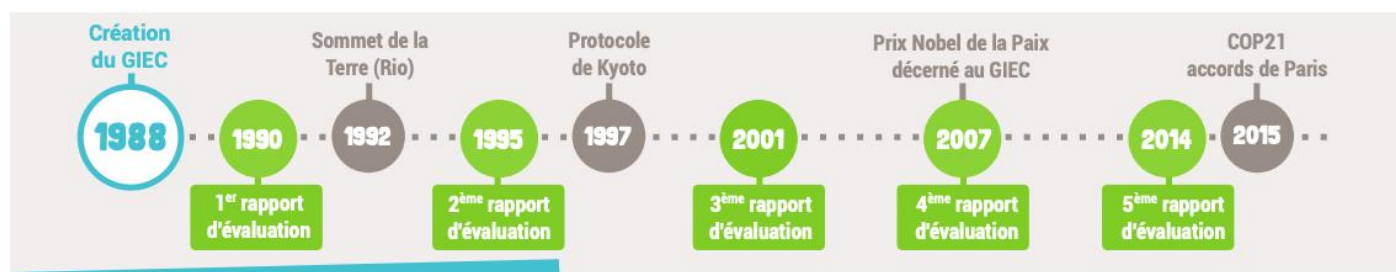 Création
du GIEC
1988
1990
1er rapport
d'évaluation
Sommet de la
Terre (Rio)
1992
1995
2ème rapport
d'évaluation
Protocole
de Kyoto
1997
2001
3ème rapport
d'évaluation
Prix Nobel de la Paix
décerné au GIEC
2007
4ème rapport
d'évaluation
2014
5ème rapport
d'évaluation
COP21
accords de Paris
2015